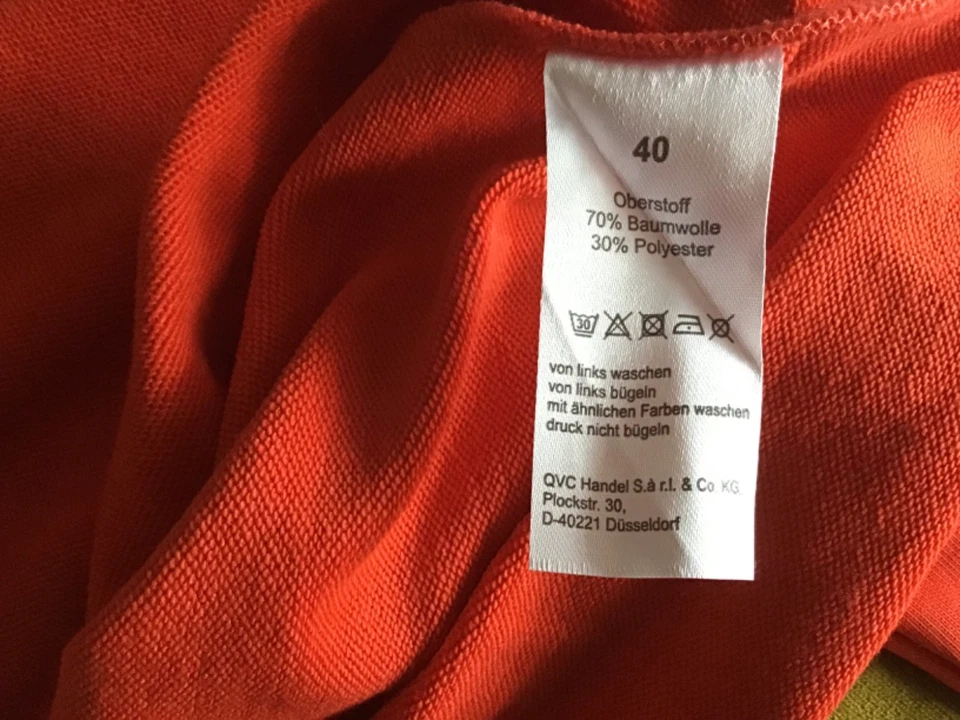 40
Oberstoff
70% Baumwolle
30% Polyester
30
von links waschen
von links bügeln
mit ähnlichen Farben waschen
druck nicht bügeln
QVC Handel S.à r.l. & Co. KG,
Plockstr. 30,
D-40221 Düsseldorf